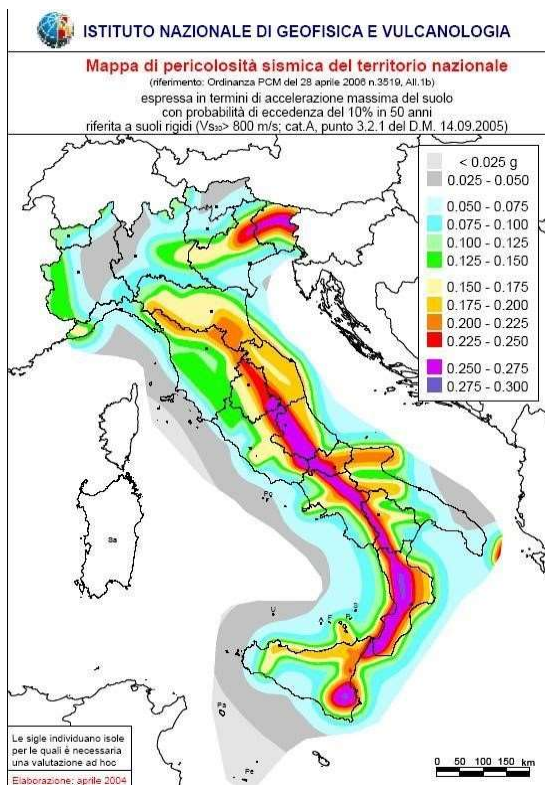 ISTITUTO NAZIONALE DI GEOFISICA E VULCANOLOGIA
Mappa di pericolosità sismica del territorio nazionale
(riferimento: Ordinanza PCM del 28 aprile 2006 n.3519, All.1b)
espressa in termini di accelerazione massima del suolo
con probabilità di eccedenza del 10% in 50 anni
riferita a suoli rigidi (Vs30> 800 m/s; cat.A, punto 3.2.1 del D.M. 14.09.2005)
< 0.025 g
0.025 - 0.050
0.050 - 0.075
0.075 - 0.100
0.100 - 0.125
0.125 - 0.150
0.150 - 0.175
0.175 - 0.200
0.200 - 0.225
0.225 - 0.250
0.250 - 0.275
0.275 - 0.300
Po
Sa
U
A
F
S
Pa
Pe
Le sigle individuano isole
per le quali è necessaria
una valutazione ad hoc
Elaborazione: aprile 2004
0 50 100 150 km